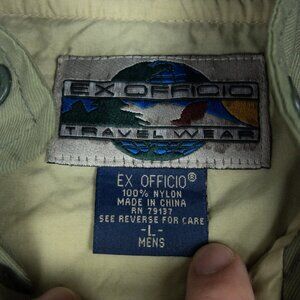 EX OFFICIO
TRAVEL WEAR
EX OFFICIO®
100% NYLON
MADE IN CHINA
RN 79137
SEE REVERSE FOR CARE
-L-
MENS